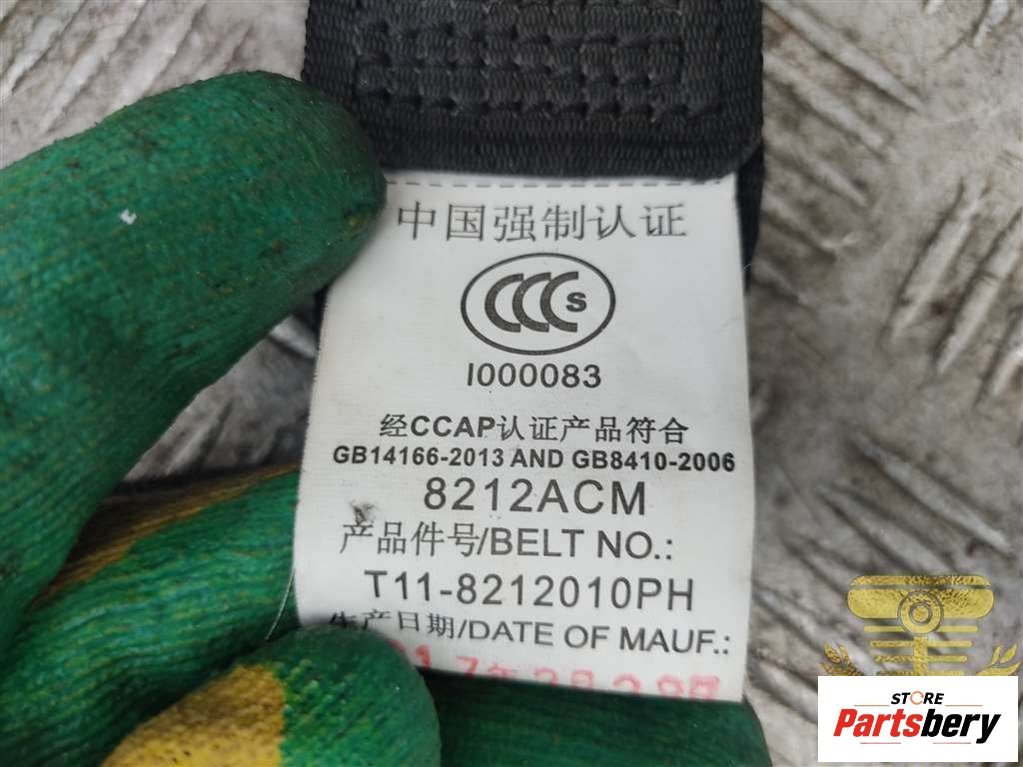 中国强制认证
CCC S
I000083
经CCAP认证产品符合
GB14166-2013 AND GB8410-2006
8212ACM
产品件号/BELT NO.:
T11-8212010PH
生产日期/DATE OF MAUF.:
STORE
Partsbery